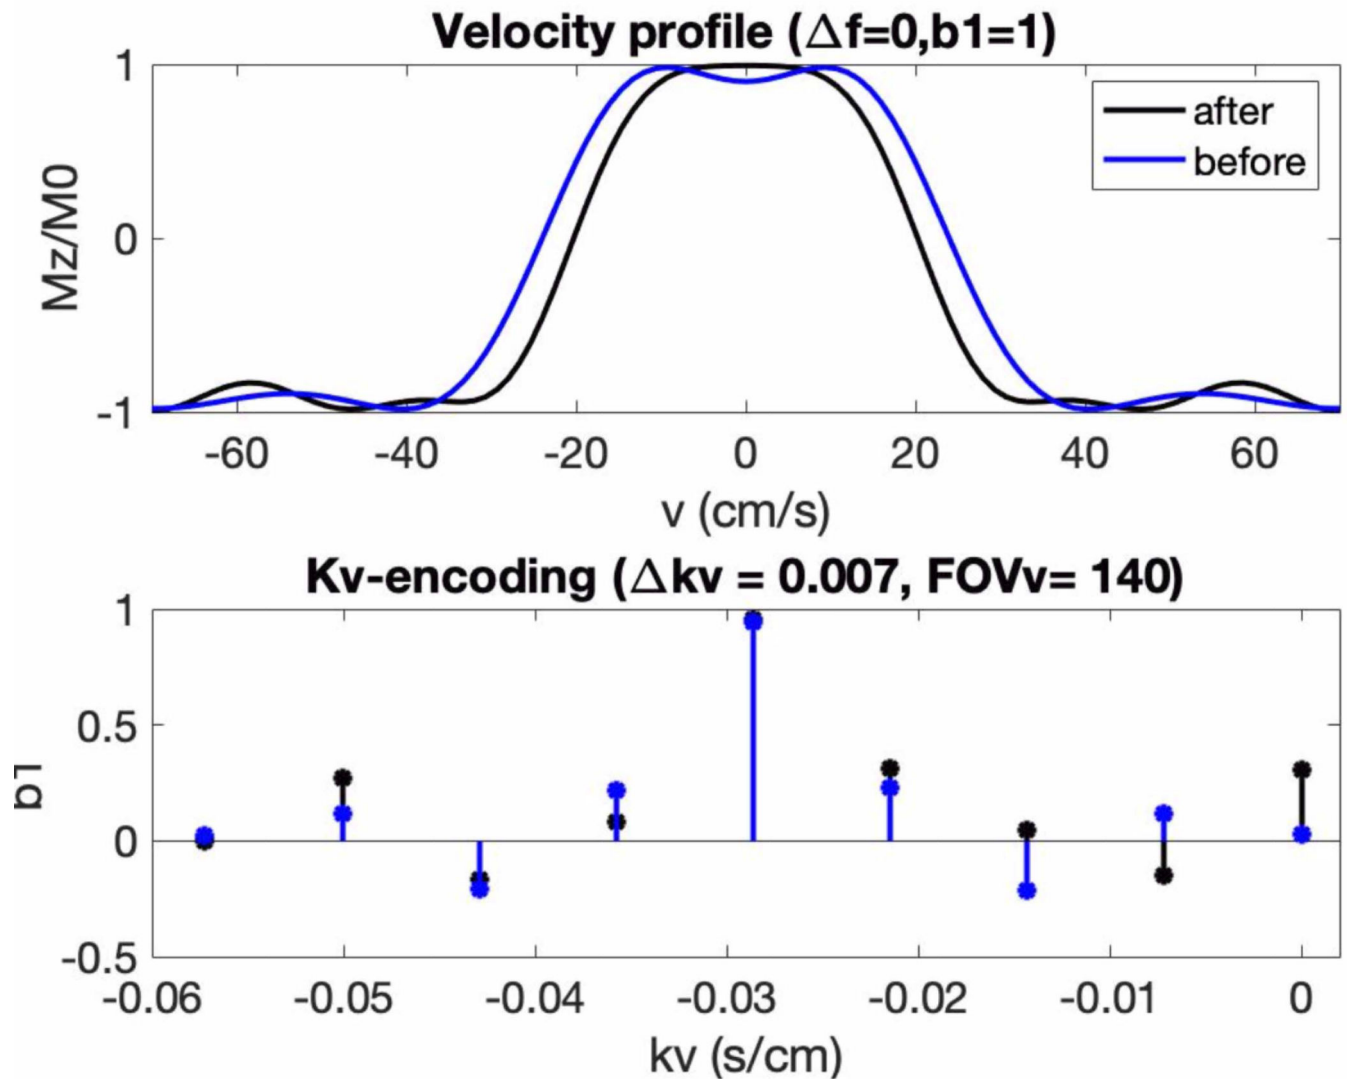 Velocity profile (Δf=0,b1=1)
1
after
before
0
-1
Mz/M0
-60 -40 -20 0 20 40 60
v (cm/s)
Kv-encoding (Δkv = 0.007, FOVv= 140)
1
0.5
0
-0.5
b1
-0.06 -0.05 -0.04 -0.03 -0.02 -0.01 0
kv (s/cm)